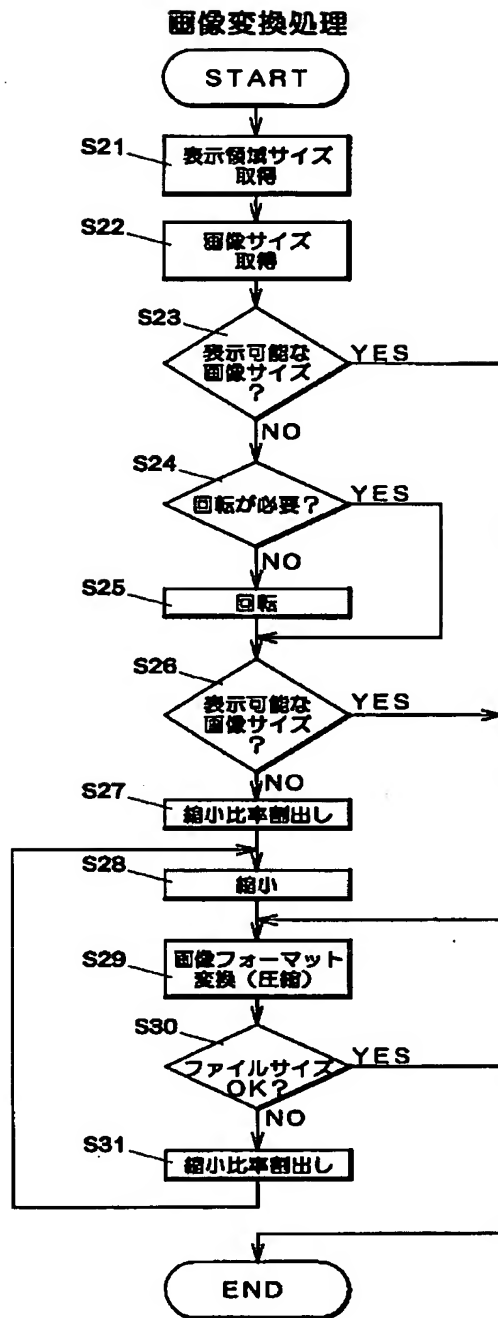 画像変換処理
START
S21
表示領域サイズ
取得
S22
画像サイズ
取得
S23
表示可能な
画像サイズ
?
YES
NO
S24
回転が必要?
YES
NO
S25
回転
S26
表示可能な
画像サイズ
?
YES
NO
S27
縮小比率割出し
S28
縮小
S29
画像フォーマット
変換(圧縮)
S30
ファイルサイズ
OK?
YES
NO
S31
縮小比率割出し
END